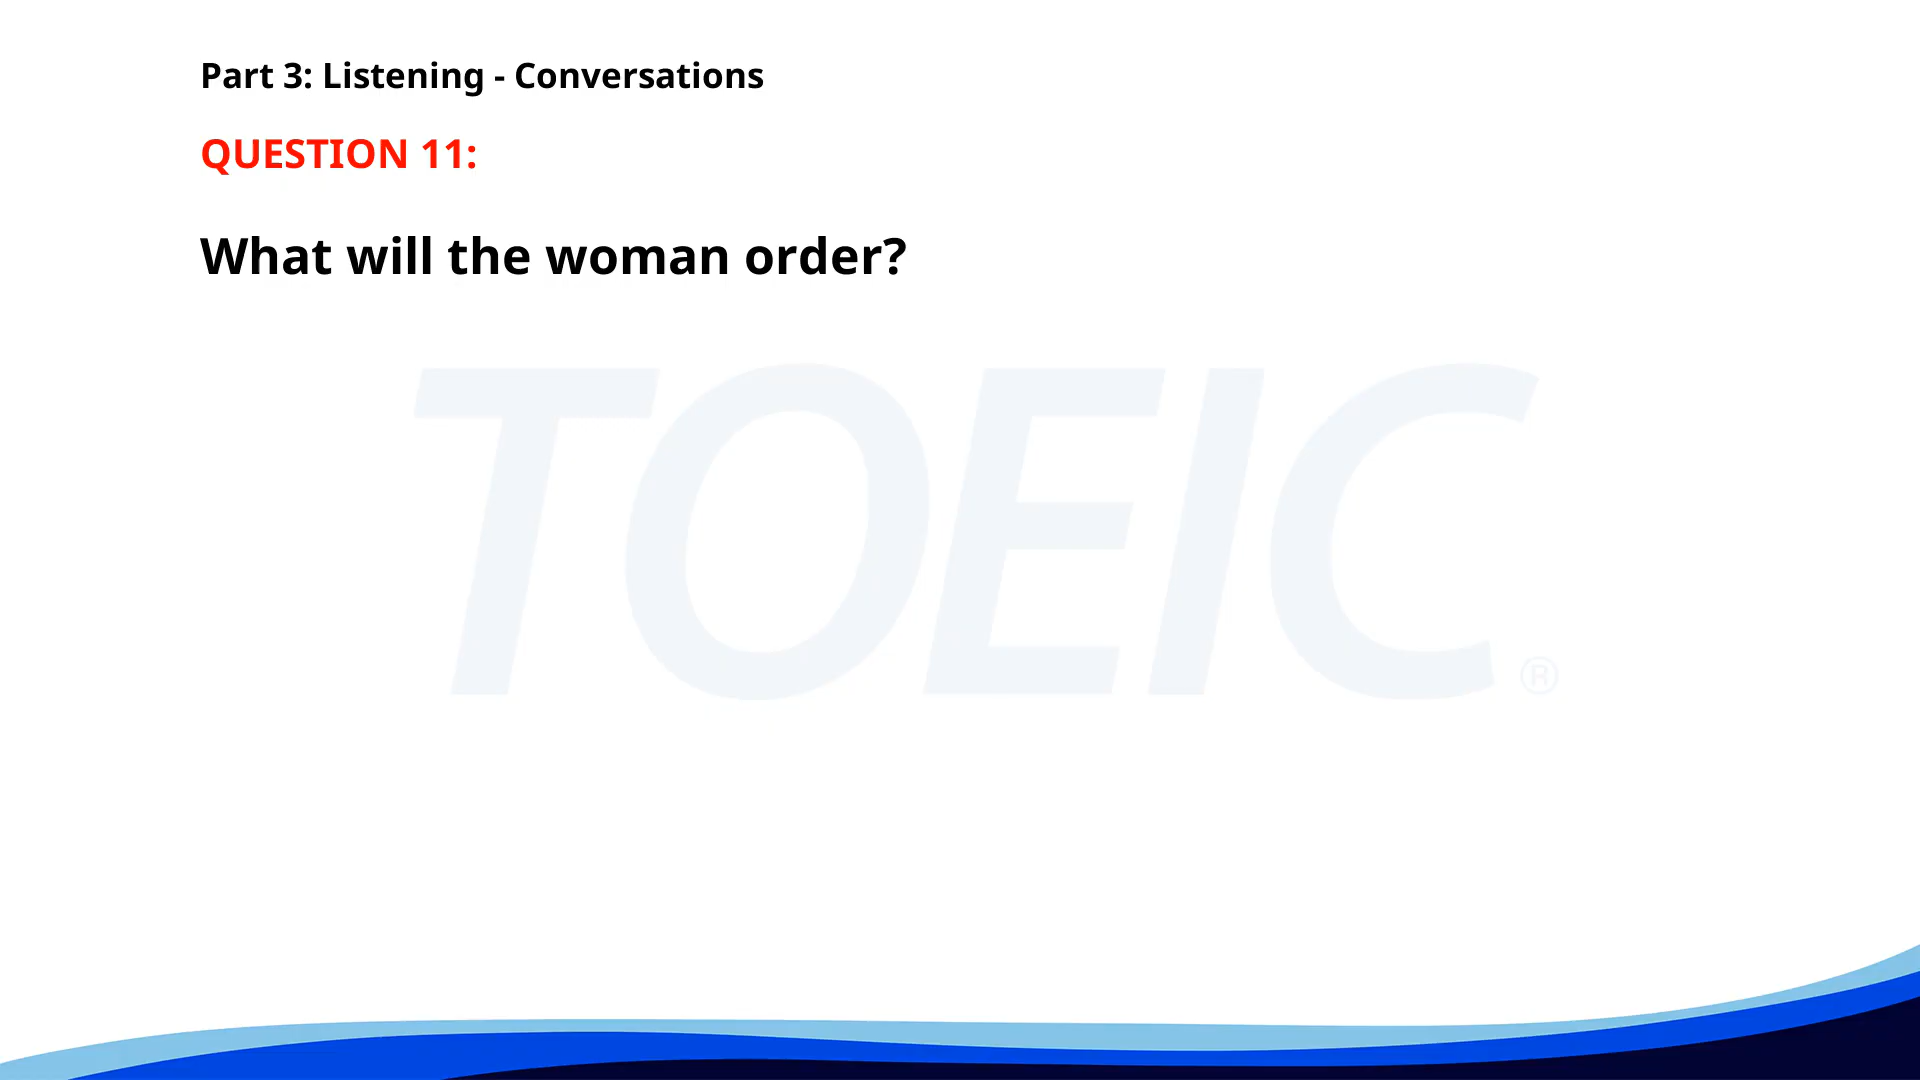 Part 3: Listening - Conversations
QUESTION 11:
What will the woman order?
TOEIC®